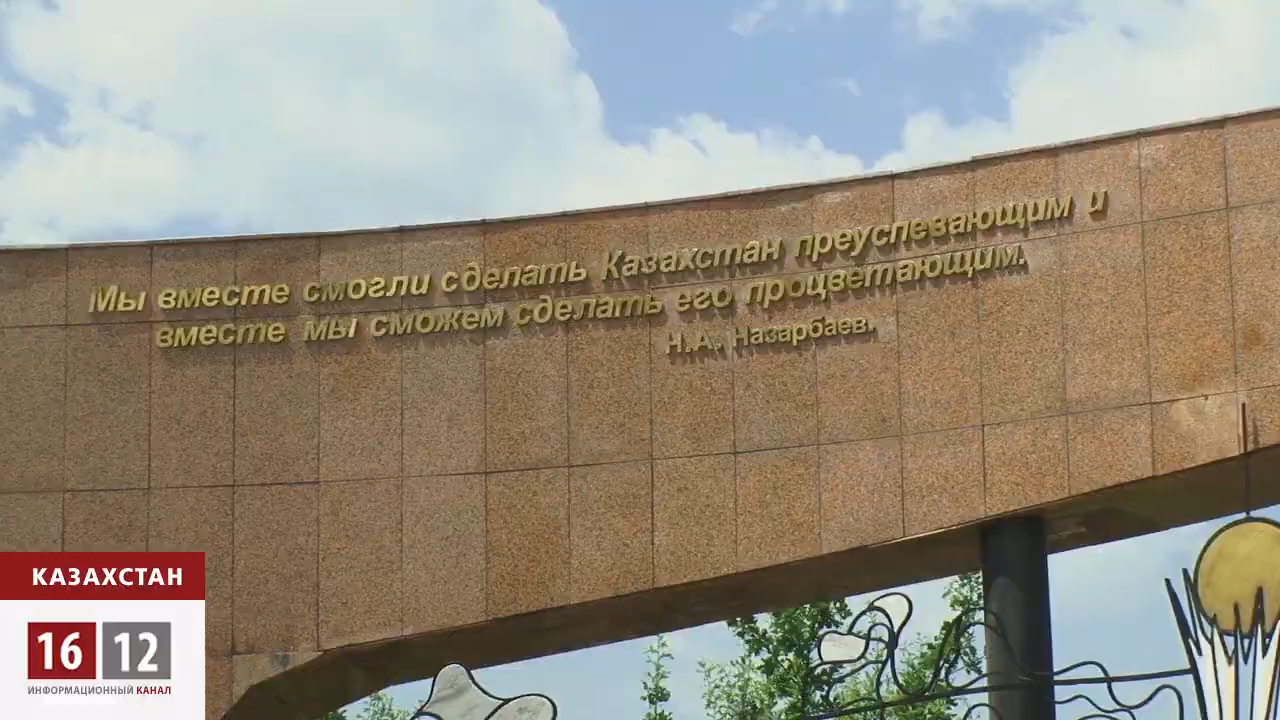 Мы вместе смогли сделать Казахстан преуспевающим и
вместе мы сможем сделать его процветающим.
Н.А. Назарбаев.
КАЗАХСТАН
16 12
ИНФОРМАЦИОННЫЙ КАНАЛ